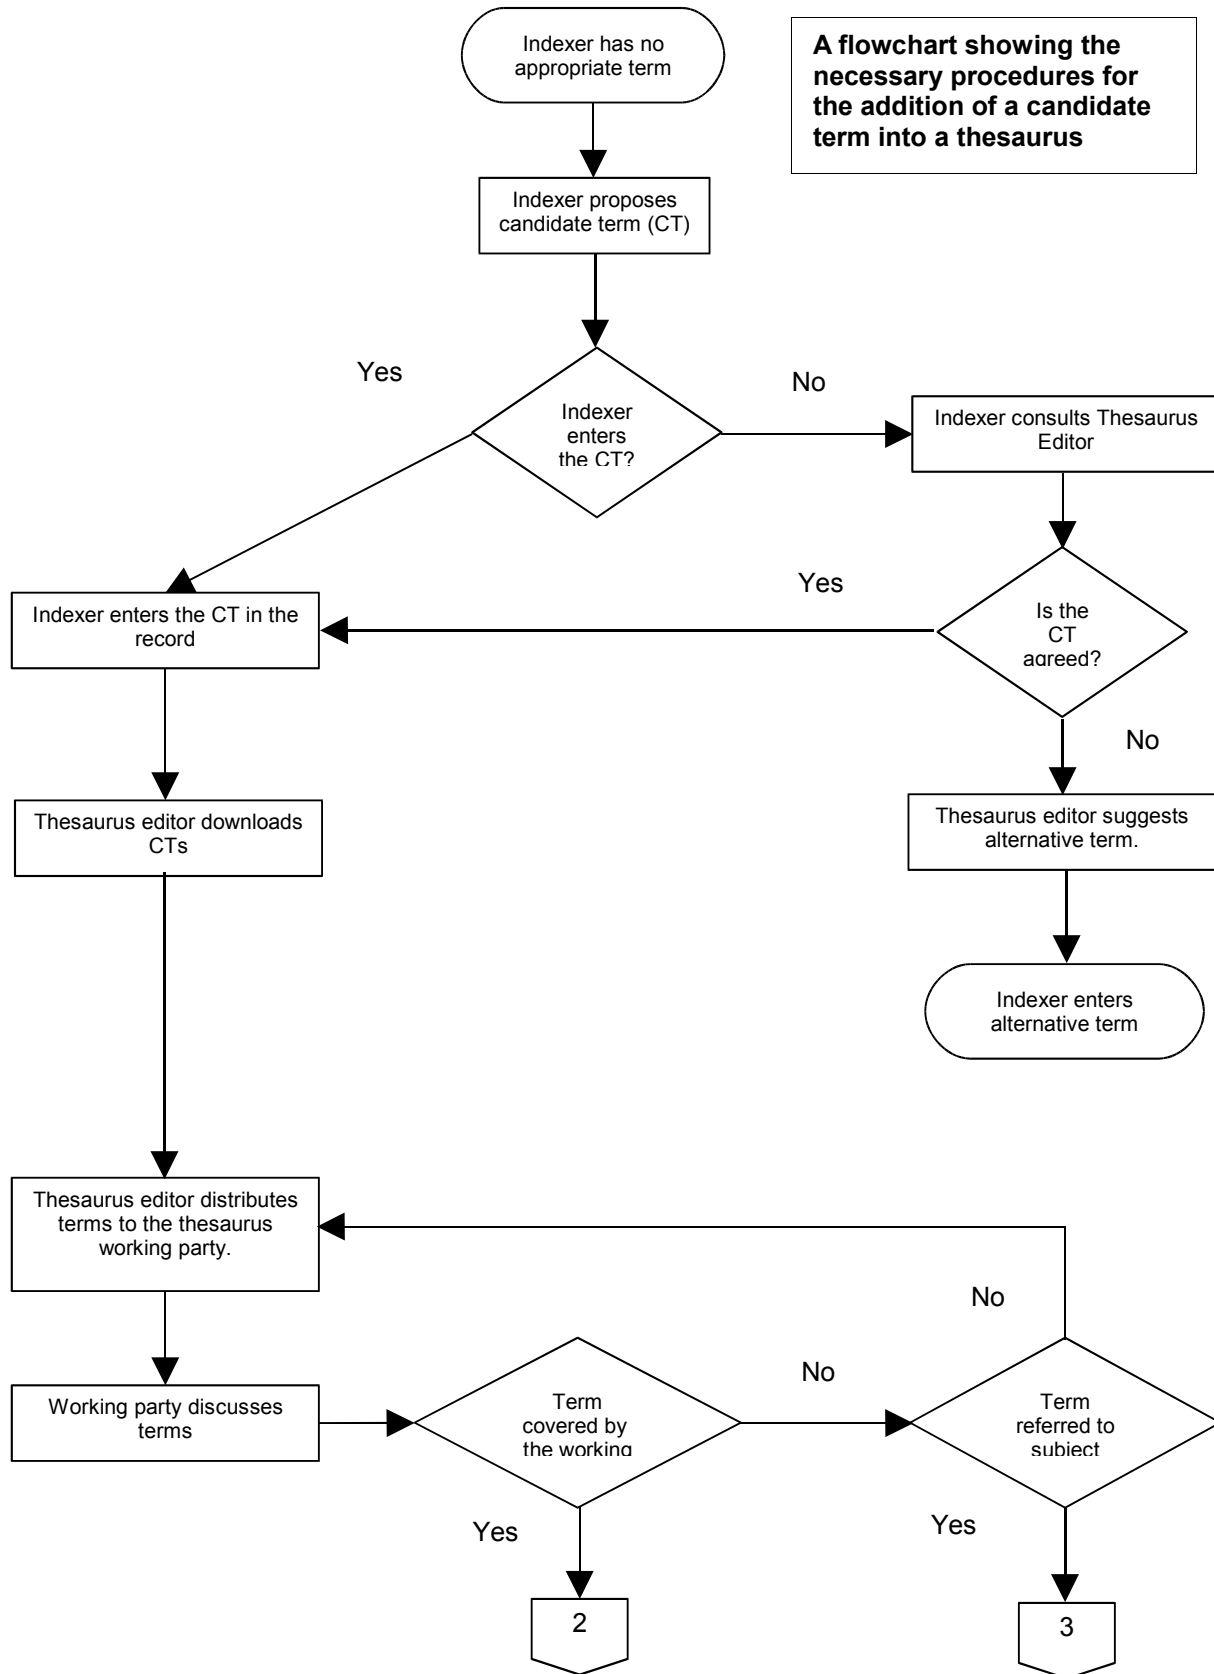 Indexer has no
appropriate term
A flowchart showing the
necessary procedures for
the addition of a candidate
term into a thesaurus
Indexer proposes
candidate term (CT)
Yes
No
Indexer
enters
the CT?
Indexer consults Thesaurus
Editor
Yes
Indexer enters the CT in the
record
Is the
CT
agreed?
No
Thesaurus editor downloads
CTs
Thesaurus editor suggests
alternative term.
Indexer enters
alternative term
Thesaurus editor distributes
terms to the thesaurus
working party.
No
Working party discusses
terms
Term
covered by
the working
No
Term
referred to
subject
Yes
Yes
2
3